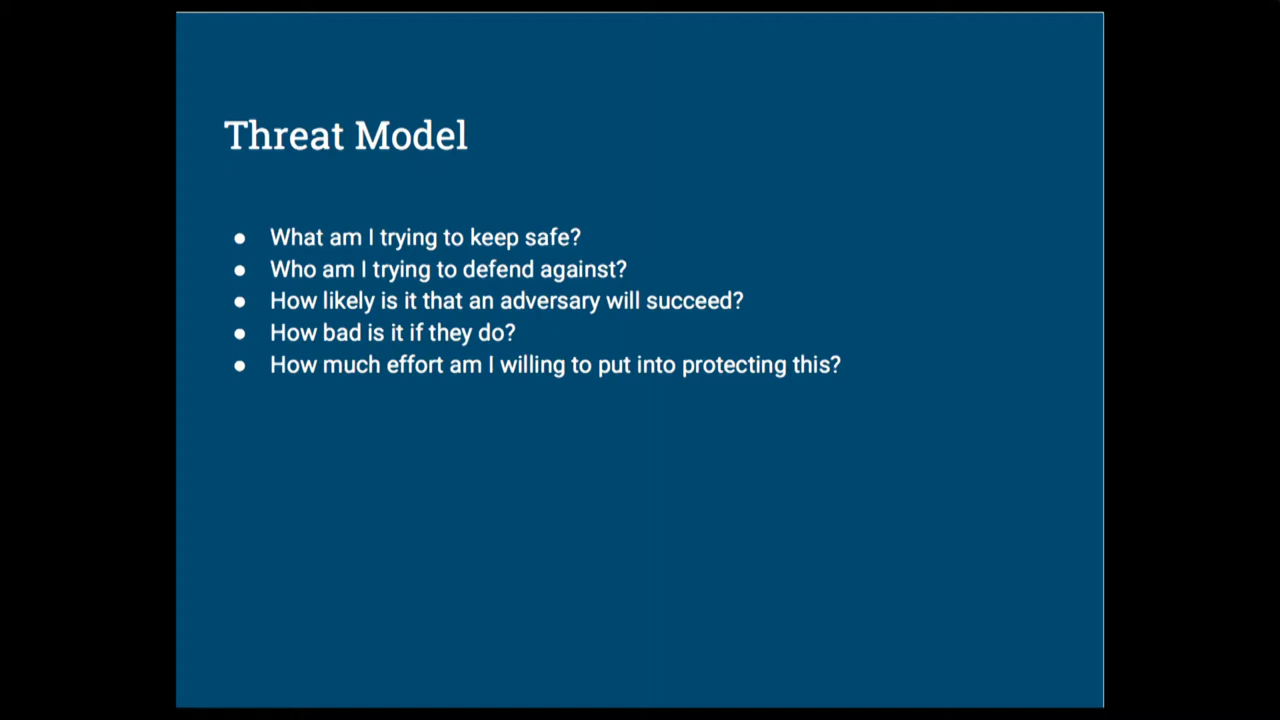 Threat Model
● What am I trying to keep safe?
● Who am I trying to defend against?
● How likely is it that an adversary will succeed?
● How bad is it if they do?
● How much effort am I willing to put into protecting this?